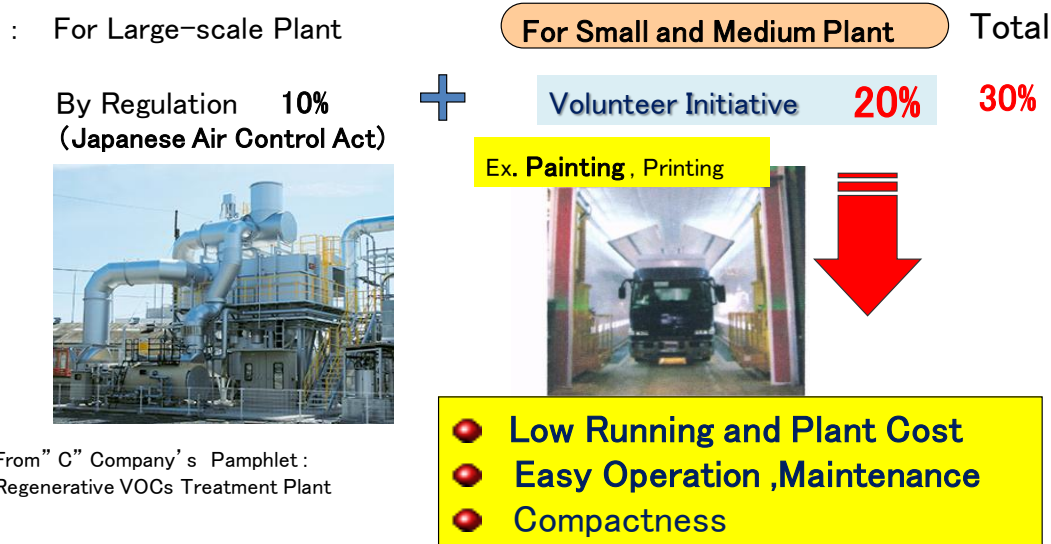 : For Large-scale Plant
For Small and Medium Plant
Total
By Regulation 10%
(Japanese Air Control Act)
Volunteer Initiative 20%
30%
Ex. Painting , Printing
From” C” Company’ s Pamphlet :
Regenerative VOCs Treatment Plant
Low Running and Plant Cost
Easy Operation ,Maintenance
Compactness